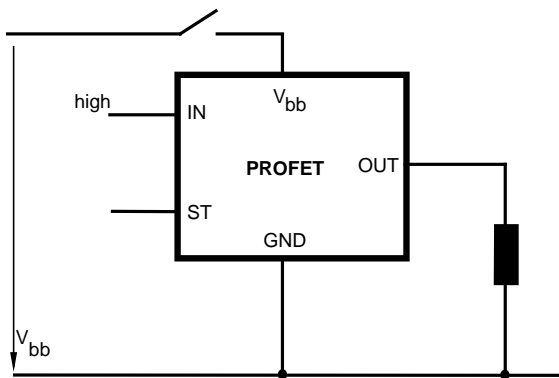 V bb
high
IN
PROFET
OUT
ST
GND
V bb